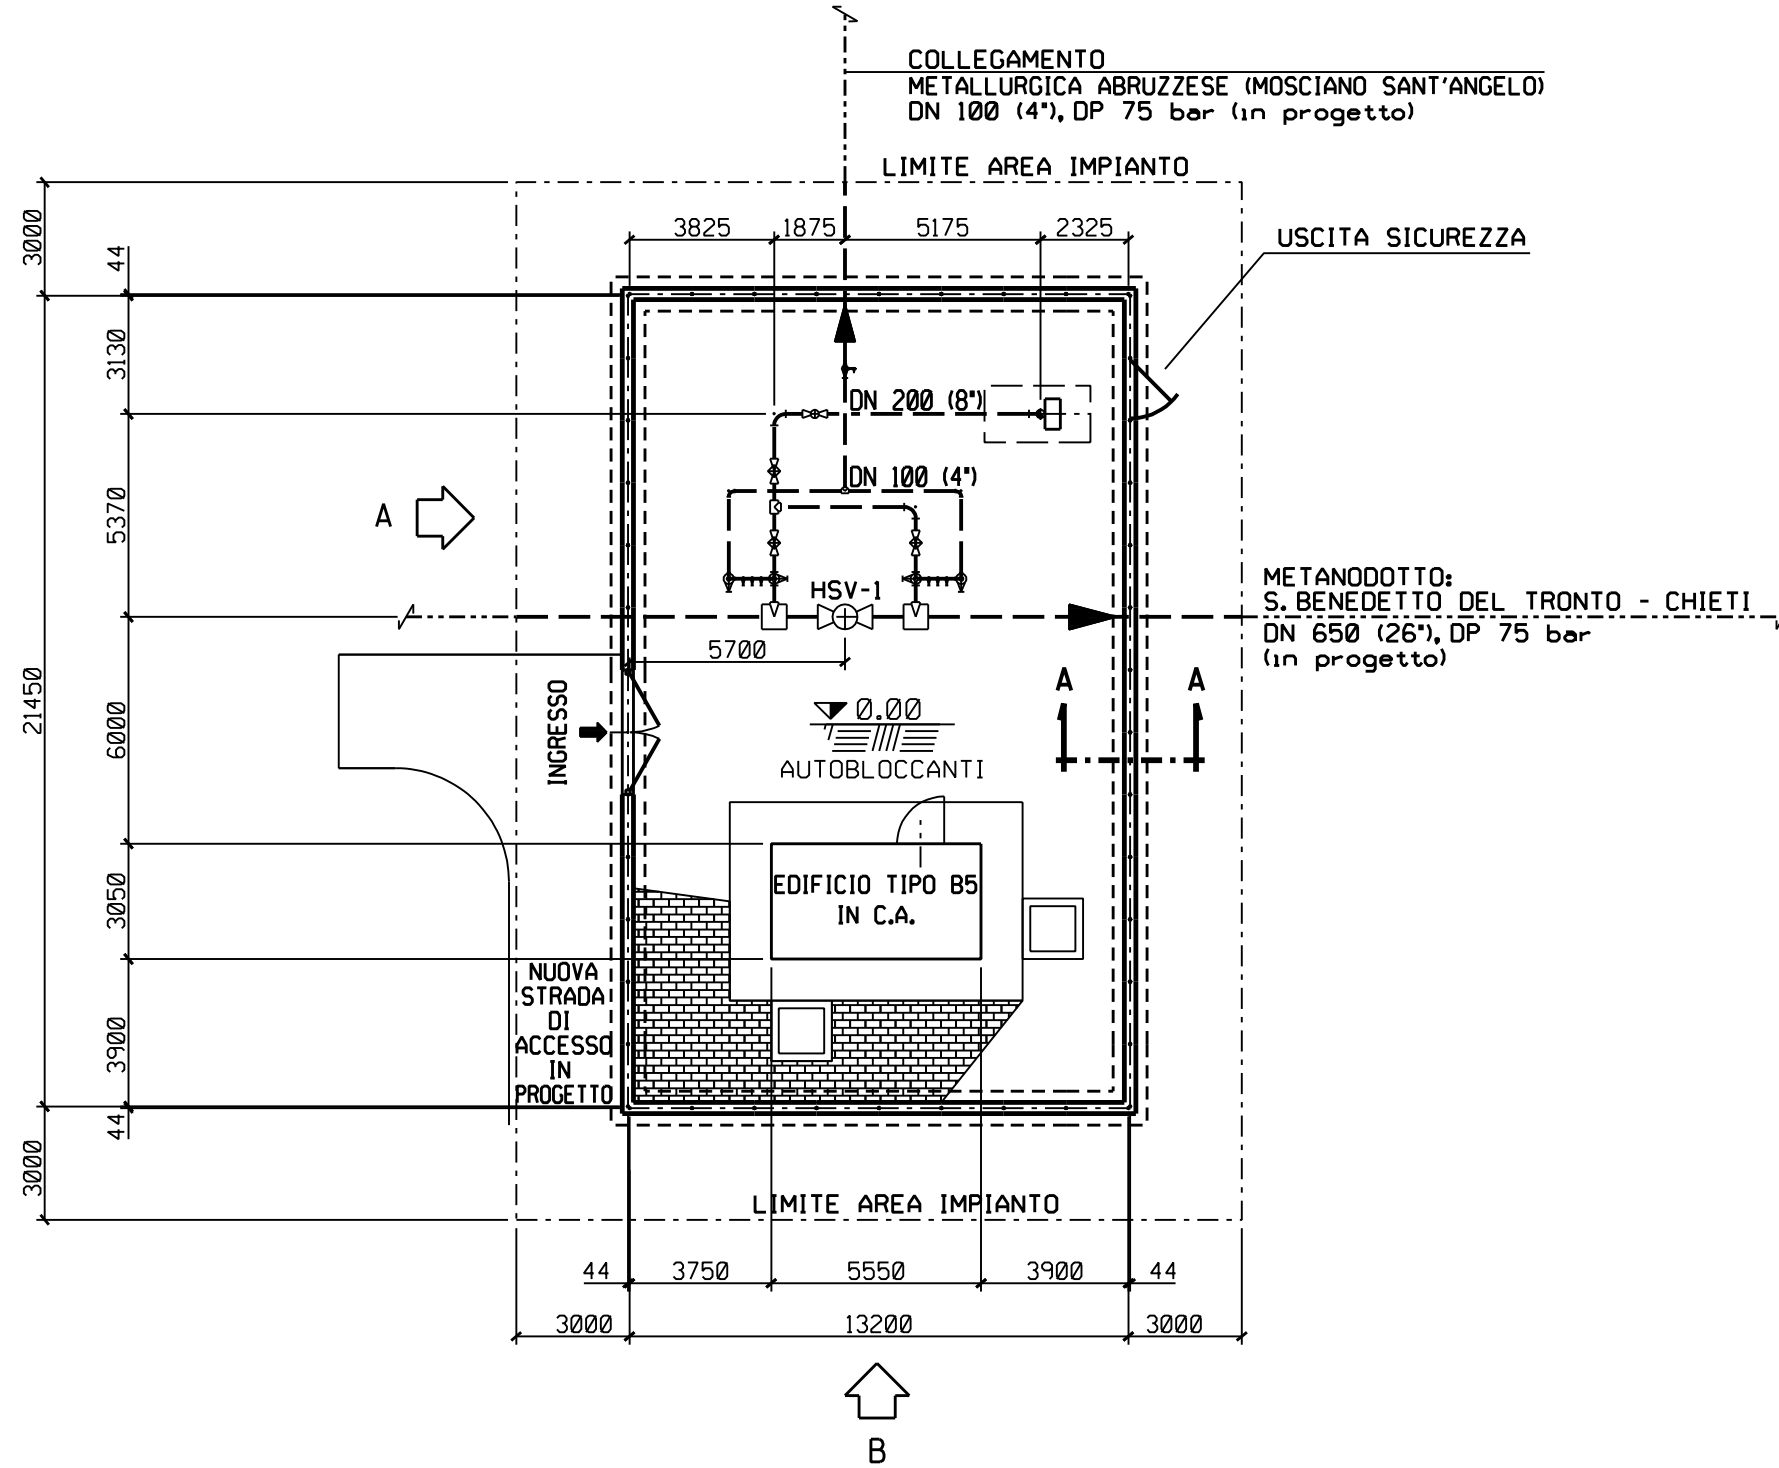 COLLEGAMENTO
METALLURGICA ABRUZZESE (MOSCIANO SANT'ANGELO)
DN 100 (4"), DP 75 bar (in progetto)
LIMITE AREA IMPIANTO
3000
44
3825
1875
5175
2325
USCITA SICUREZZA
3130
DN 200 (8")
5370
A
DN 100 (4")
HSV-1
METANODOTTO:
S. BENEDETTO DEL TRONTO - CHIETI
DN 650 (26"), DP 75 bar
(in progetto)
5700
21450
6000
INGRESSO
A
A
0.00
AUTOBLOCCANTI
3050
EDIFICIO TIPO B5
IN C.A.
NUOVA
STRADA
DI
ACCESSO
IN
PROGETTO
3900
44
3000
LIMITE AREA IMPIANTO
44
3750
5550
3900
44
3000
13200
3000
B